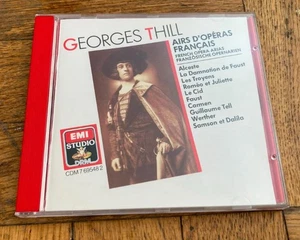 GEORGES THILL
AIRS D'OPÉRAS
FRANÇAIS
FRENCH OPERA ARIAS
FRANZÖSISCHE OPERNARIEN
Alceste
La Damnation de Faust
Les Troyens
Roméo et Juliette
Le Cid
Faust
Carmen
Guillaume Tell
Werther
Samson et Dalila
EMI
STUDIO
DRM
CDM 7 69548 2